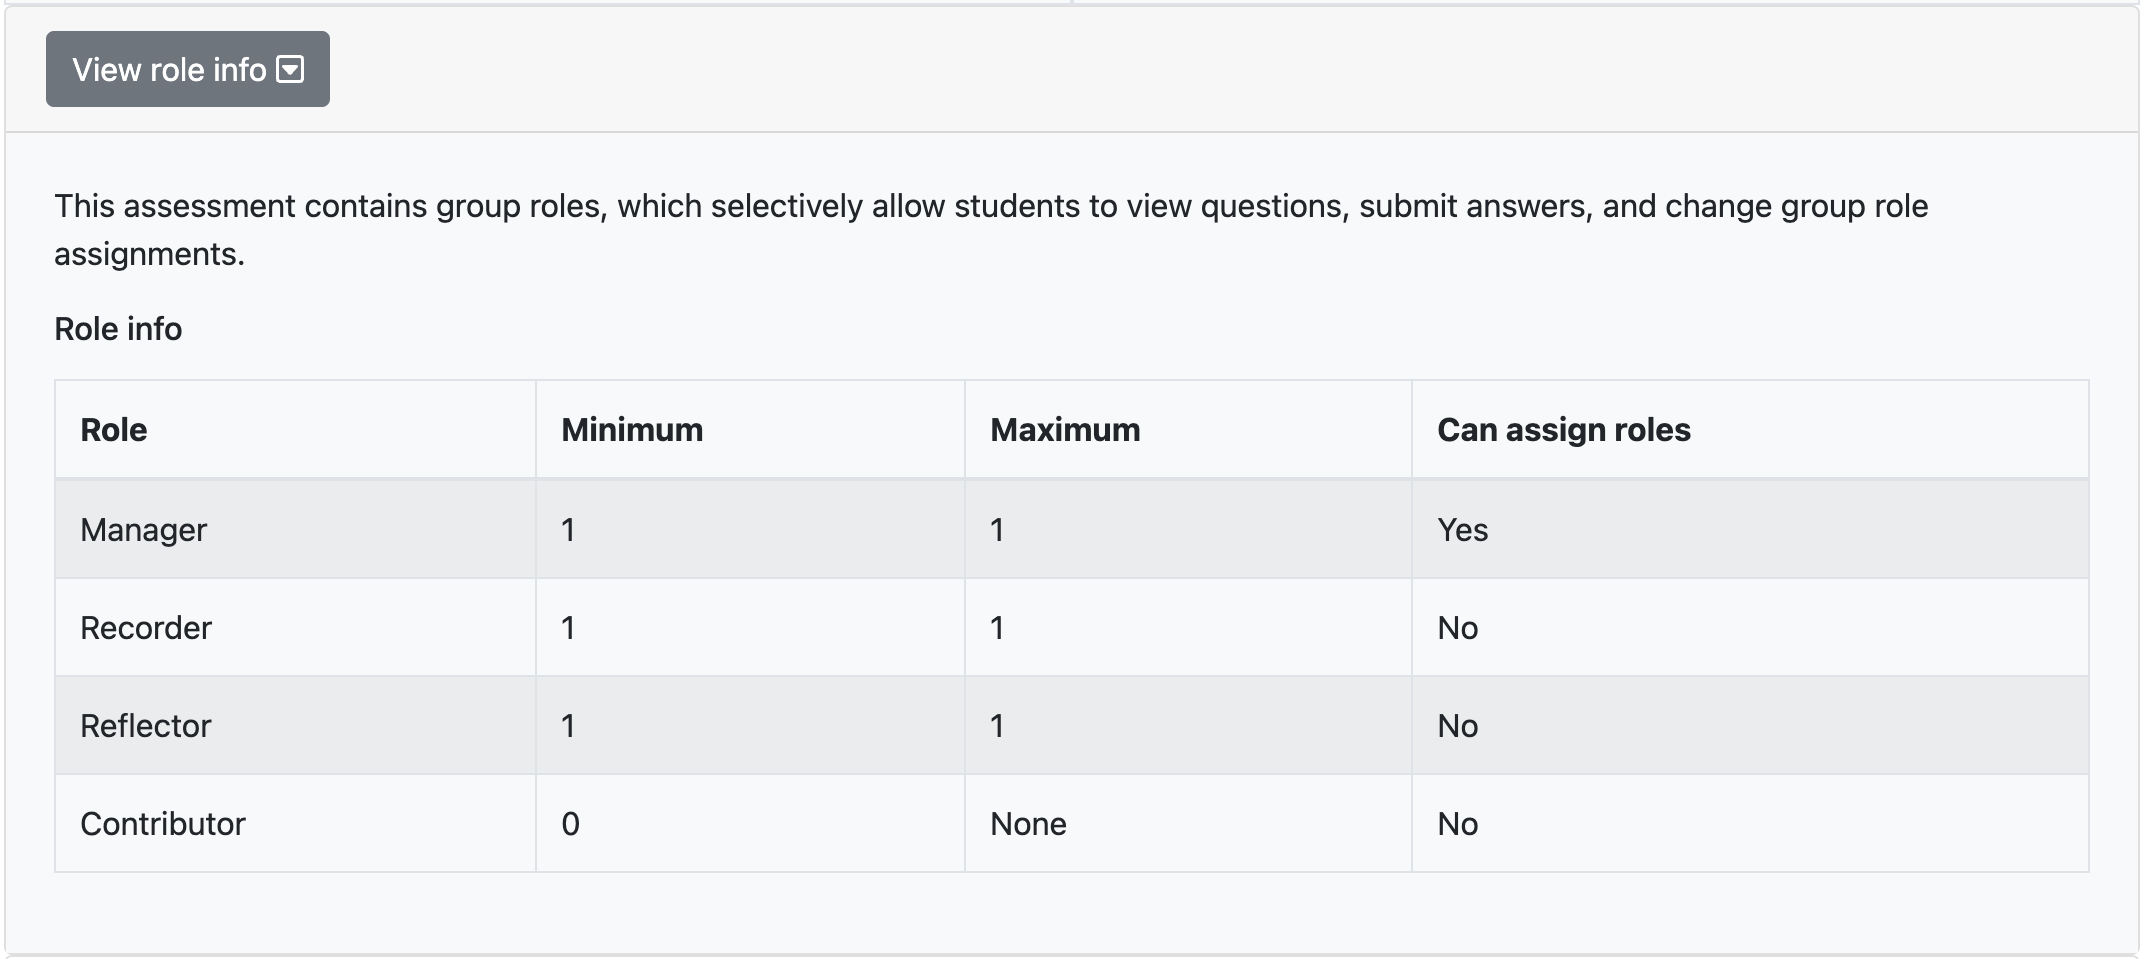 View role info
This assessment contains group roles, which selectively allow students to view questions, submit answers, and change group role
assignments.
Role info
Role Minimum Maximum Can assign roles
Manager 1 1 Yes
Recorder 1 1 No
Reflector 1 1 No
Contributor 0 None No